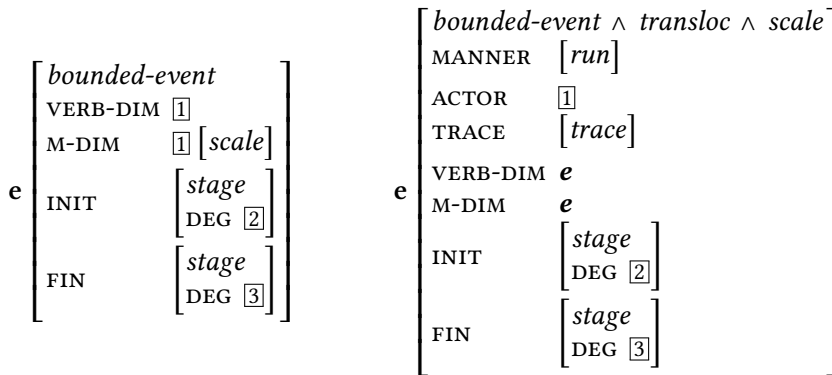 e
bounded-event
VERB-DIM 1
M-DIM 1 [scale]
INIT [stage
DEG 2]
FIN [stage
DEG 3]
e
bounded-event ∧ transloc ∧ scale
MANNER [run]
ACTOR 1
TRACE [trace]
VERB-DIM e
M-DIM e
INIT [stage
DEG 2]
FIN [stage
DEG 3]